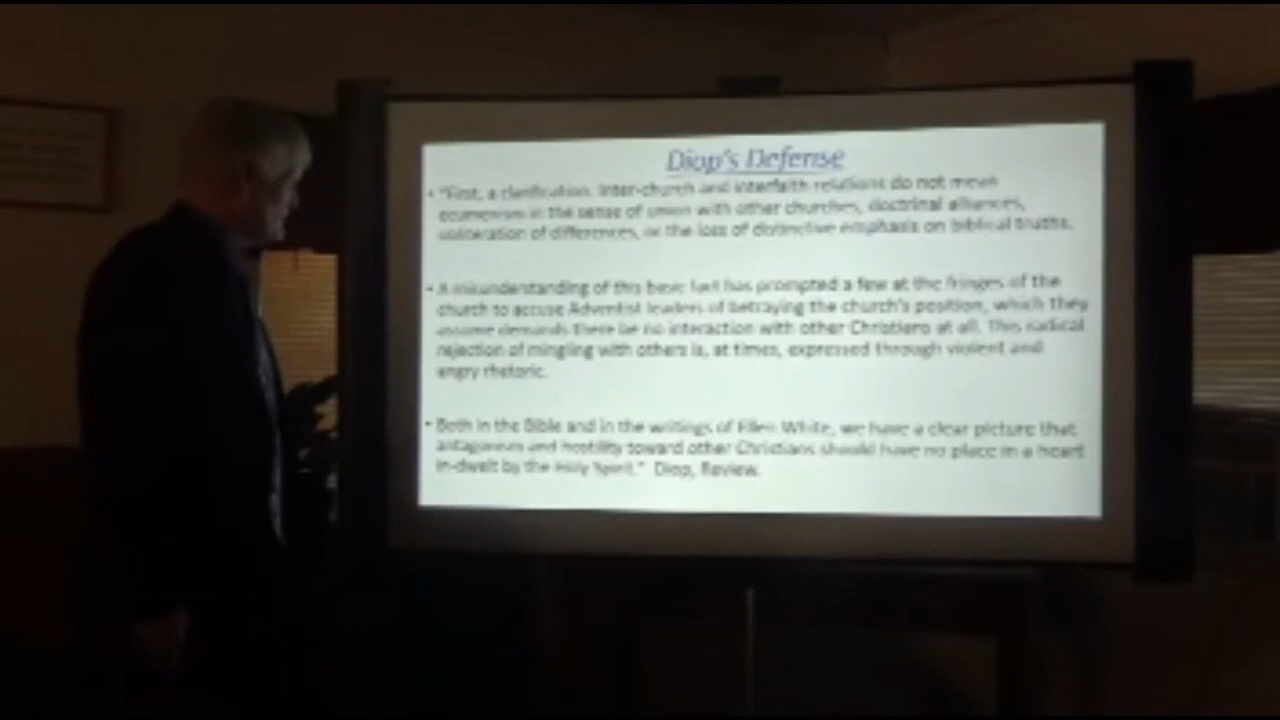 Diop's Defense
• "First, a clarification. Inter-church and interfaith relations do not mean
ecumenism in the sense of union with other churches, doctrinal alliances,
obliteration of differences, or the loss of distinctive emphasis on biblical truths.
• A misunderstanding of this basic fact has prompted a few at the fringes of the
church to accuse Adventist leaders of betraying the church's position, which they
assume demands there be no interaction with other Christians at all. This radical
rejection of mingling with others is, at times, expressed through violent and
angry rhetoric.
• Both in the Bible and in the writings of Ellen White, we have a clear picture that
antagonism and hostility toward other Christians should have no place in a heart
in-dwelt by the Holy Spirit." Diop, Review